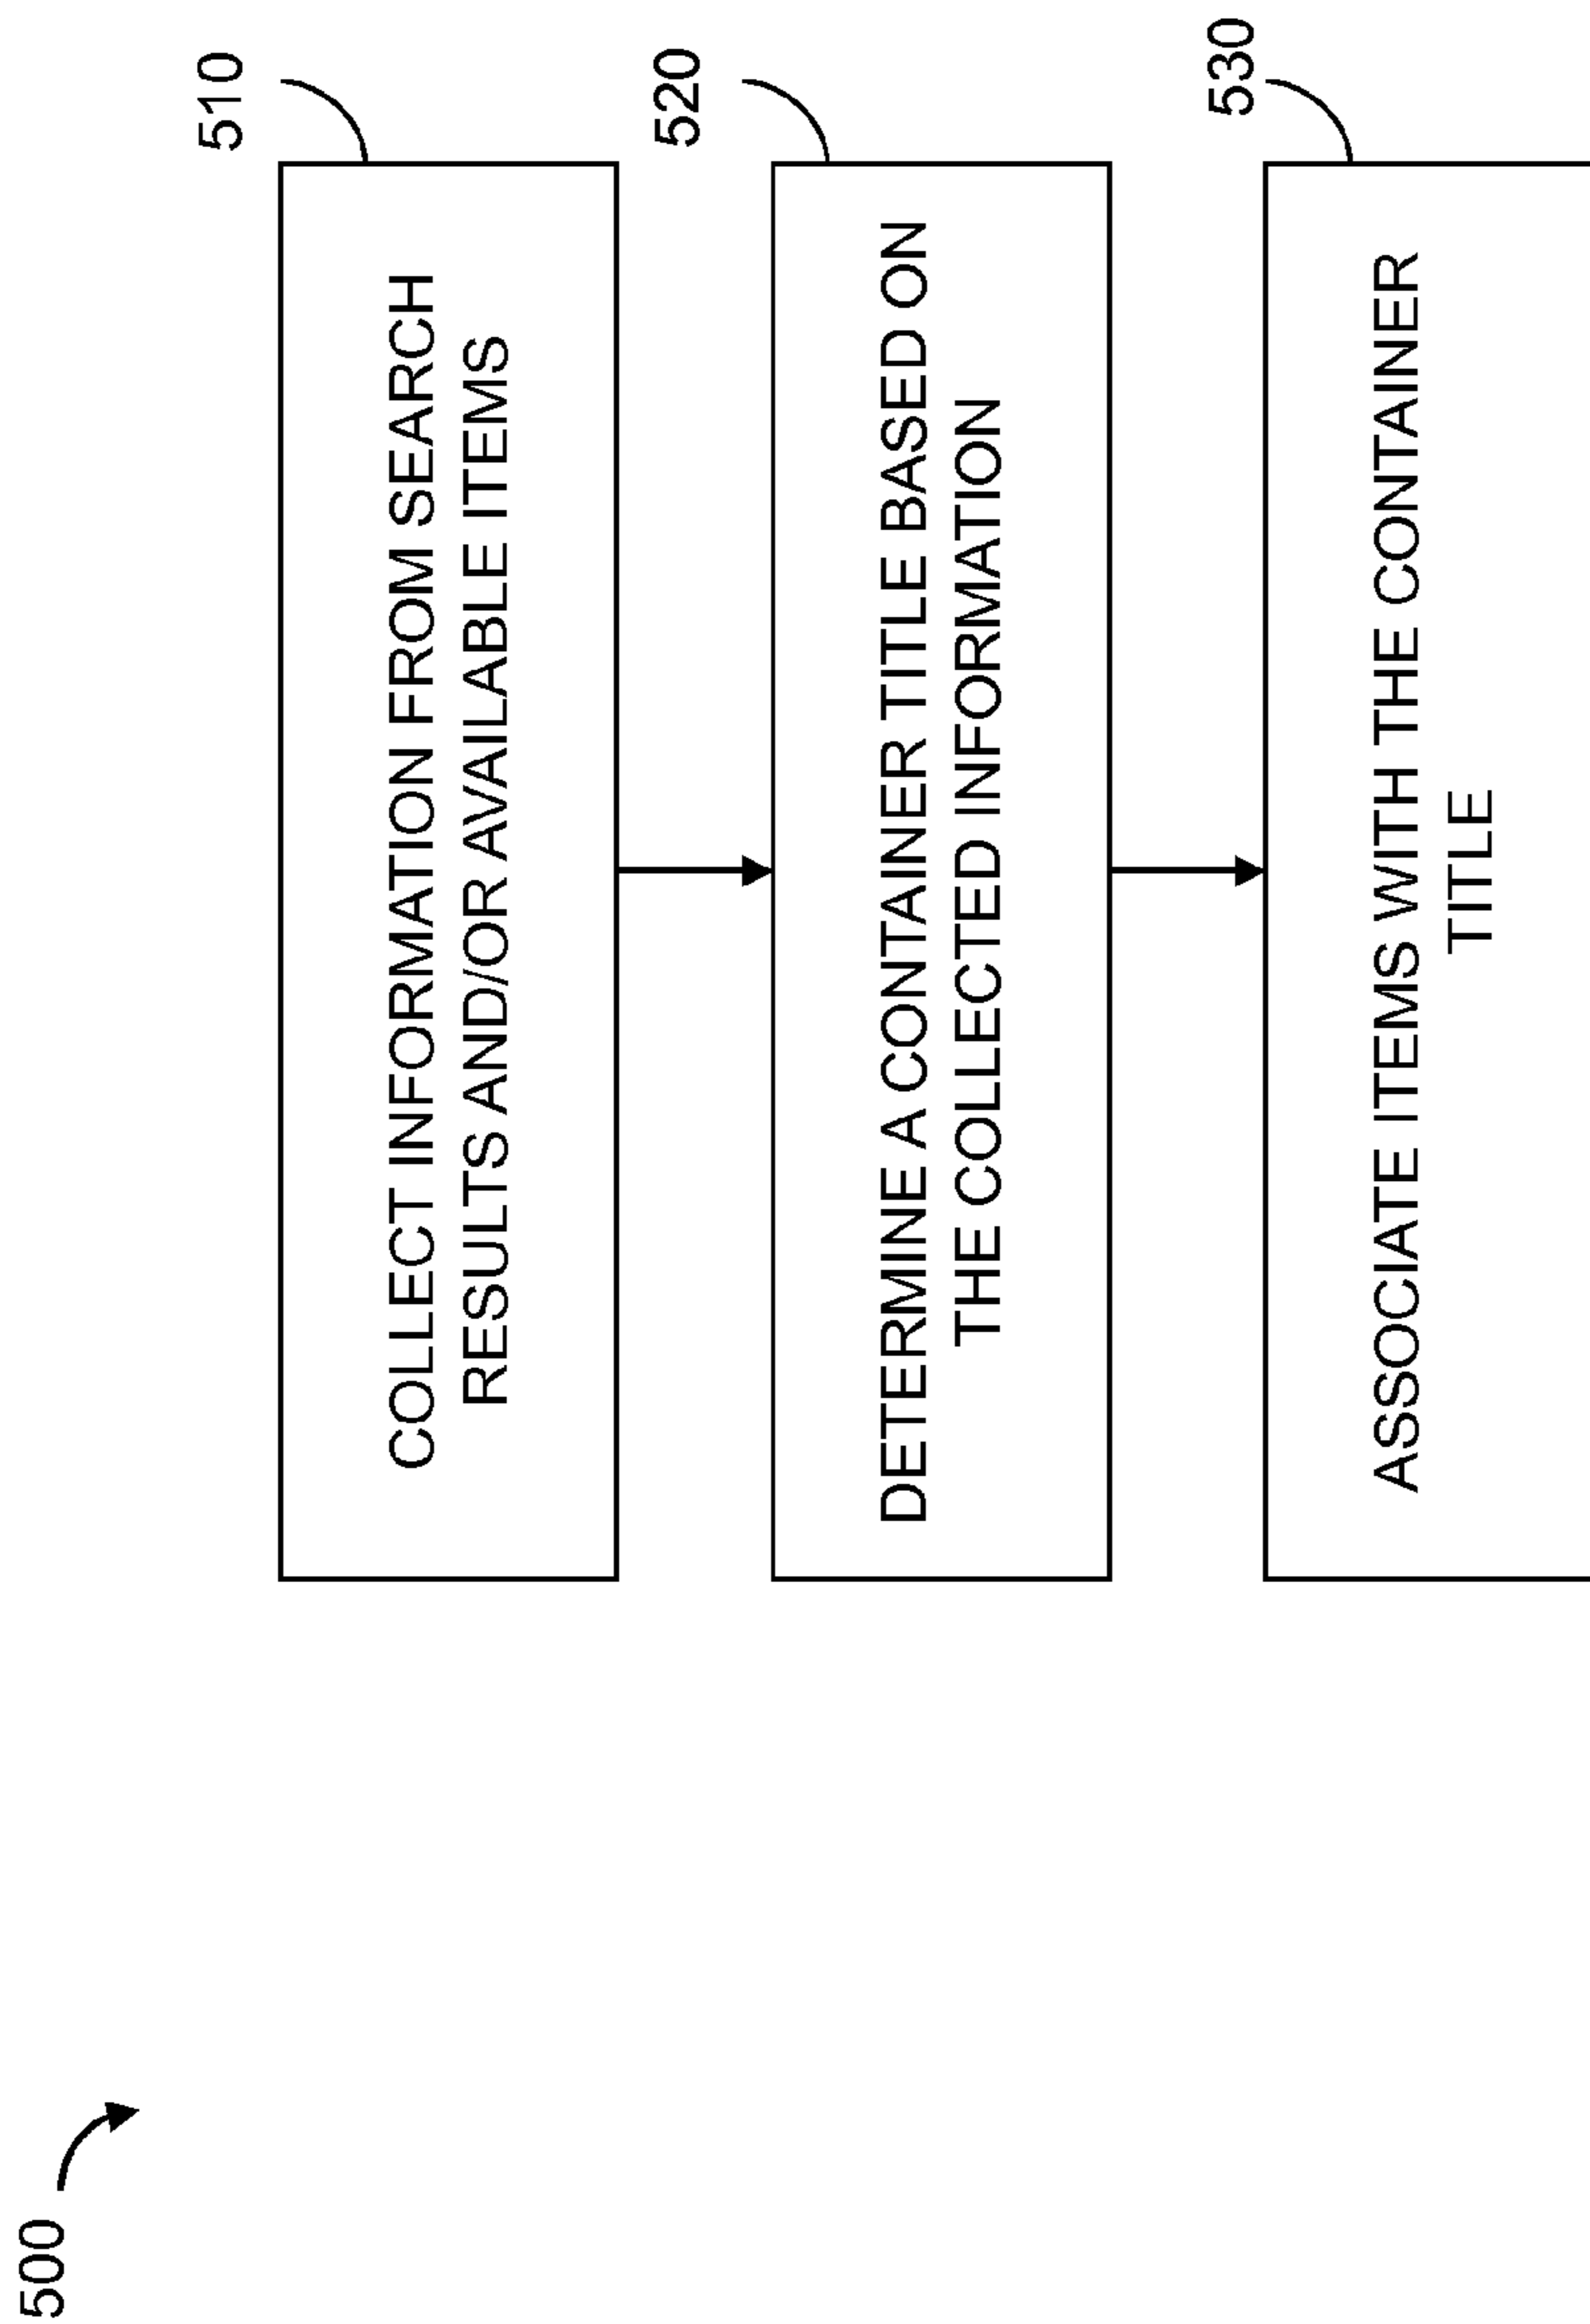 500
510
COLLECT INFORMATION FROM SEARCH
RESULTS AND/OR AVAILABLE ITEMS
520
DETERMINE A CONTAINER TITLE BASED ON
THE COLLECTED INFORMATION
530
ASSOCIATE ITEMS WITH THE CONTAINER
TITLE